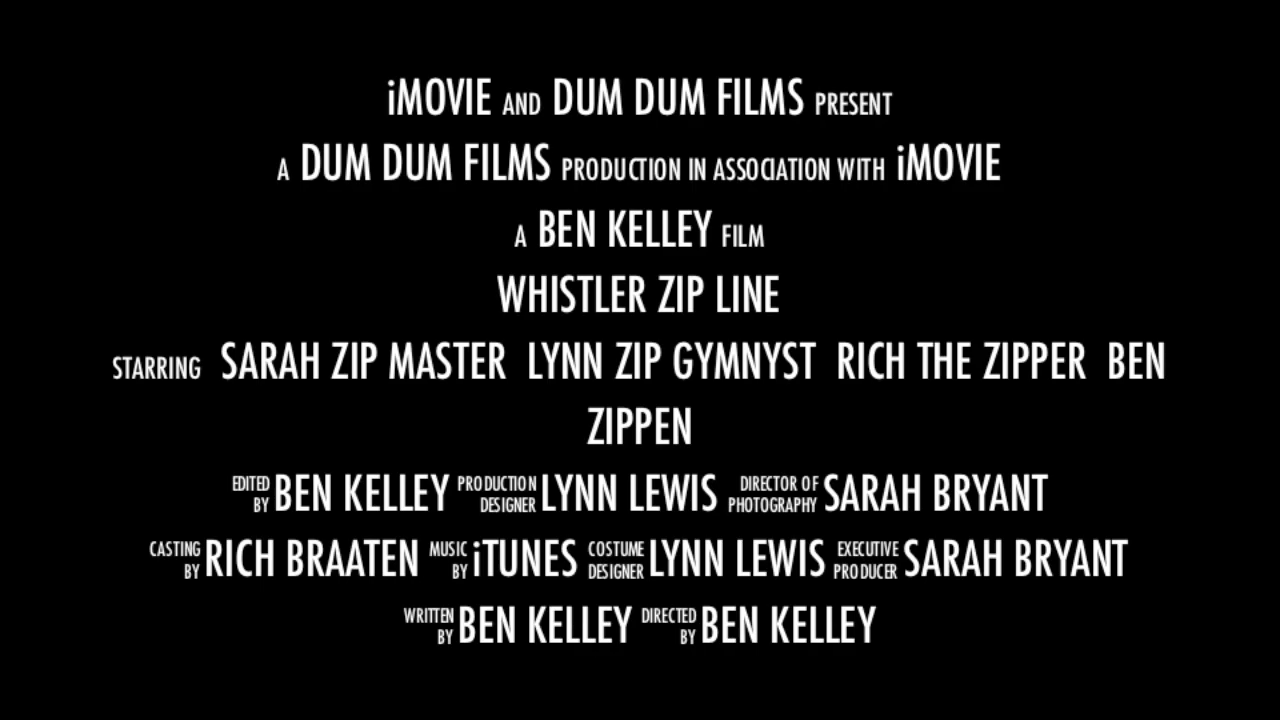 iMOVIE AND DUM DUM FILMS PRESENT
A DUM DUM FILMS PRODUCTION IN ASSOCIATION WITH iMOVIE
A BEN KELLEY FILM
WHISTLER ZIP LINE
STARRING SARAH ZIP MASTER LYNN ZIP GYMNYST RICH THE ZIPPER BEN
ZIPPEN
EDITED BY BEN KELLEY PRODUCTION DESIGNER LYNN LEWIS DIRECTOR OF PHOTOGRAPHY SARAH BRYANT
CASTING BY RICH BRAATEN MUSIC BY iTUNES COSTUME DESIGNER LYNN LEWIS EXECUTIVE PRODUCER SARAH BRYANT
WRITTEN BY BEN KELLEY DIRECTED BY BEN KELLEY